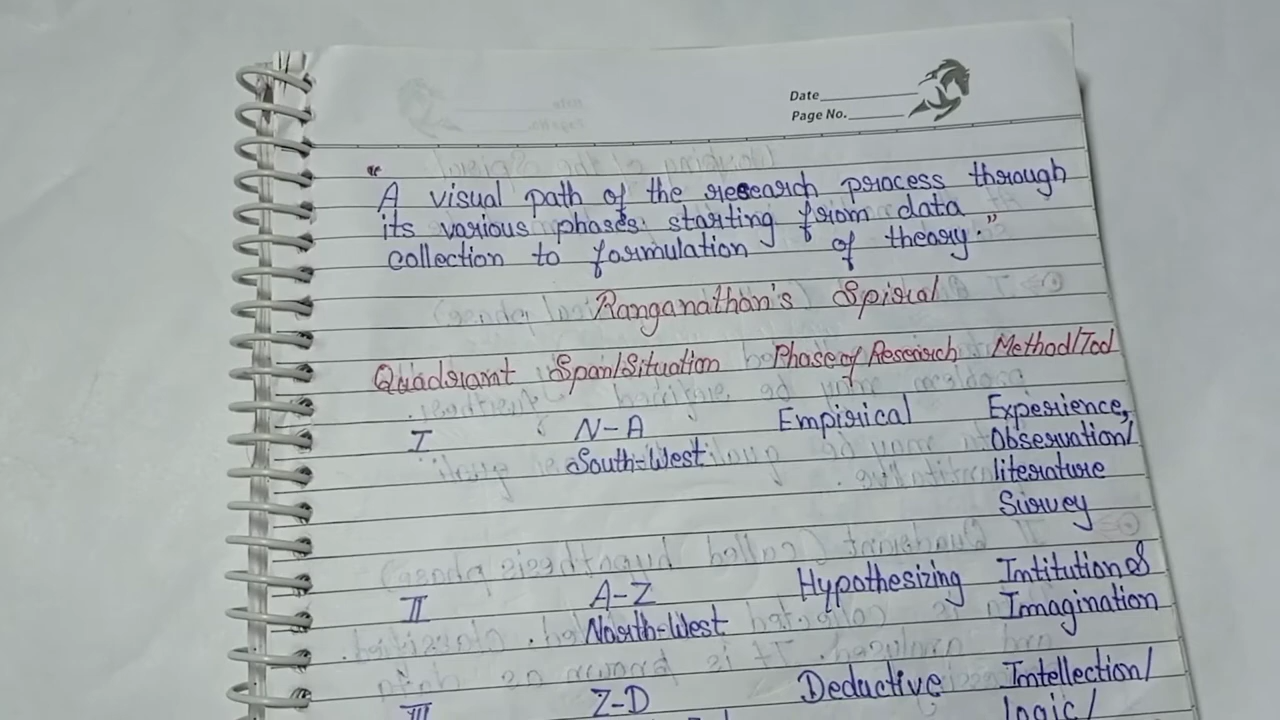 Date
Page No.
"A visual path of the research process through
its various phases starting from data
collection to formulation of theory."
Ranganathan's Spiral
Quadrant Span/Situation Phase of Research Method/Tool
I N-A Empirical Experience,
South-West Observation/
literature
Survey
II A-Z Hypothesizing Intitution &
North-West Imagination
III Z-D Deductive Intellection/
Logic/